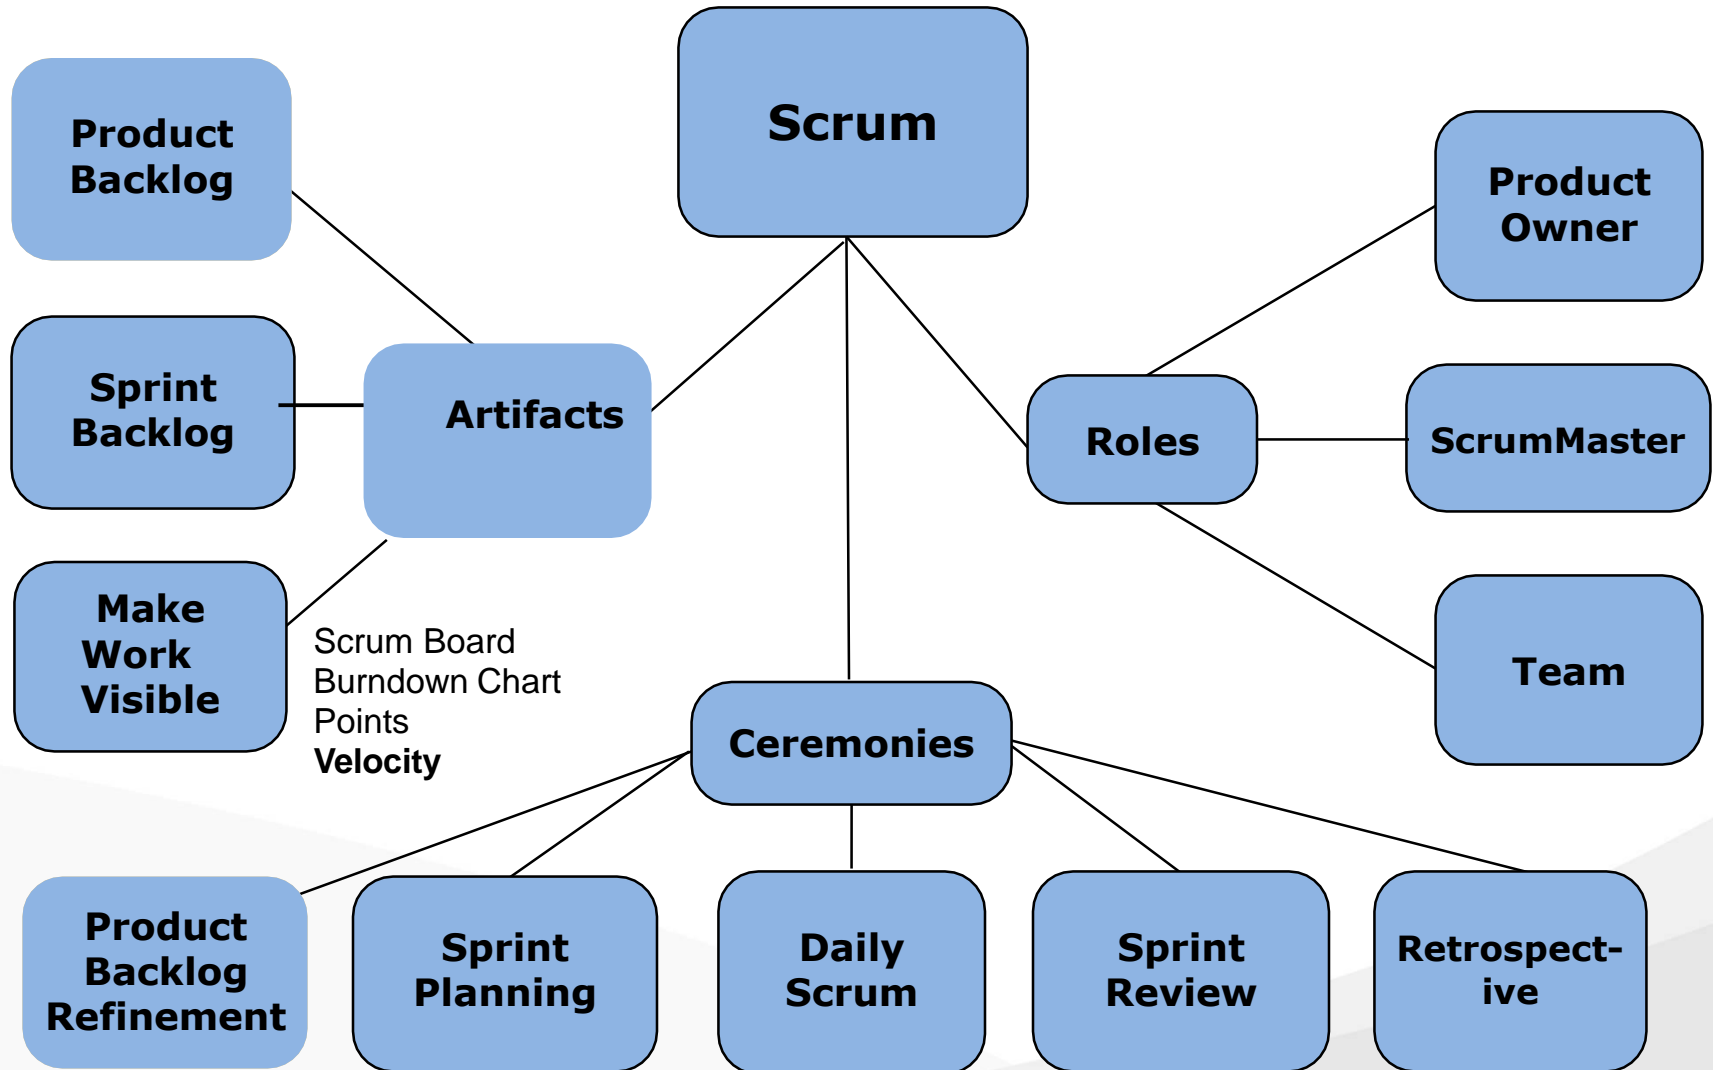 Scrum
Product
Backlog
Product
Owner
Sprint
Backlog
Artifacts
Roles
ScrumMaster
Make
Work
Visible
Scrum Board
Burndown Chart
Points
Velocity
Team
Ceremonies
Product
Backlog
Refinement
Sprint
Planning
Daily
Scrum
Sprint
Review
Retrospect-
ive